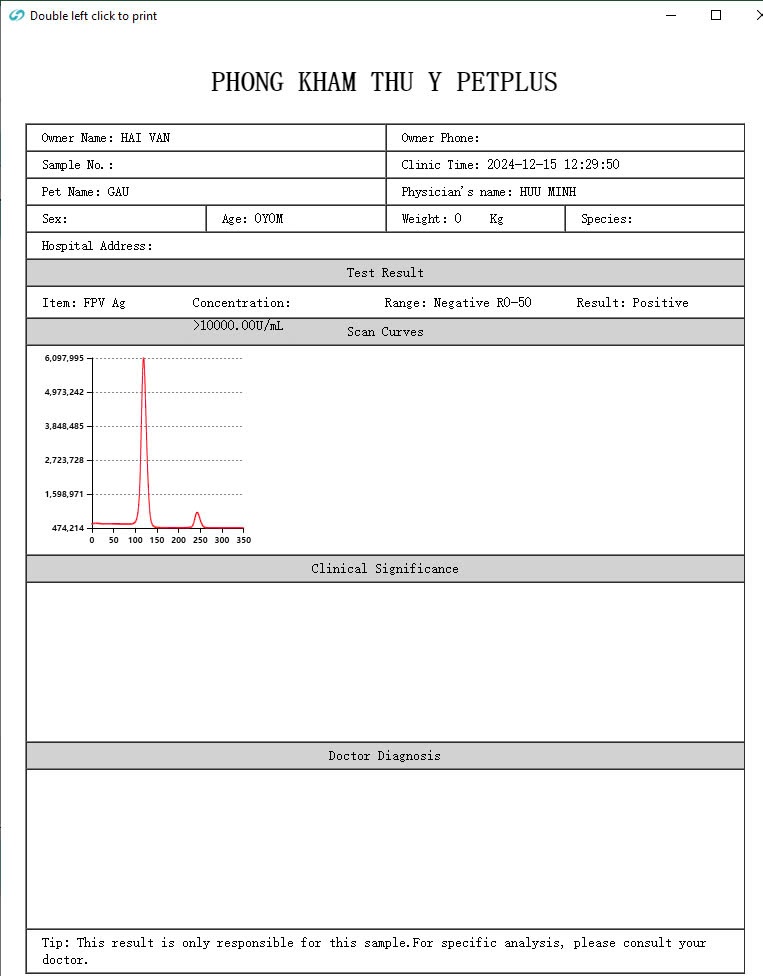 Double left click to print
PHONG KHAM THU Y PETPLUS
Owner Name: HAI VAN
Owner Phone:
Sample No.:
Clinic Time: 2024-12-15 12:29:50
Pet Name: GAU
Physician's name: HUU MINH
Sex:
Age: 0Y0M
Weight: 0 Kg
Species:
Hospital Address:
Test Result
Item: FPV Ag
Concentration:
>10000.00U/mL
Range: Negative R0-50
Result: Positive
Scan Curves
6,097,995
4,973,242
3,848,485
2,723,728
1,598,971
474,214
0 50 100 150 200 250 300 350
Clinical Significance
Doctor Diagnosis
Tip: This result is only responsible for this sample.For specific analysis, please consult your
doctor.